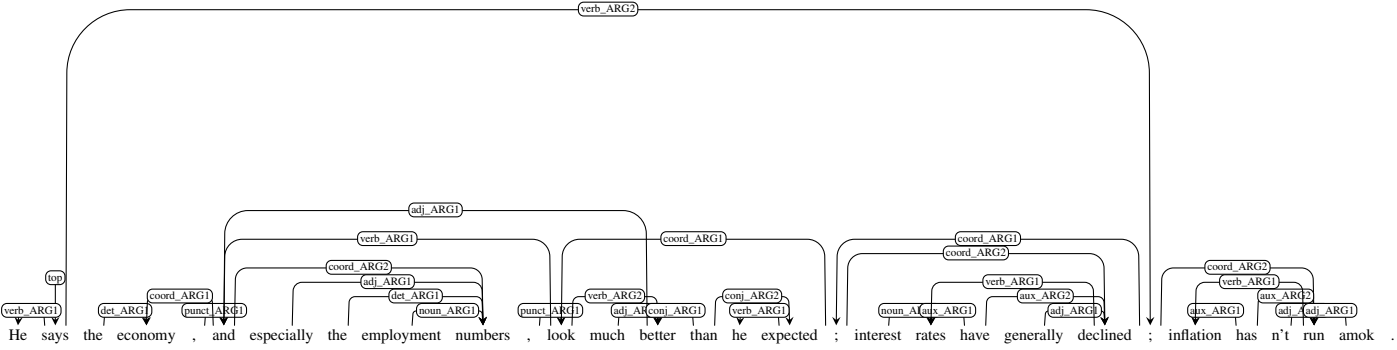 verb_ARG2
adj_ARG1
verb_ARG1 coord_ARG1 coord_ARG1
coord_ARG2
coord_ARG2 coord_ARG2
top adj_ARG1 verb_ARG1 verb_ARG1
coord_ARG1 det_ARG1 verb_ARG2 conj_ARG2 aux_ARG2 aux_ARG2
verb_ARG1 det_ARG1 punct_ARG1 noun_ARG1 punct_ARG1 conj_ARG1 verb_ARG1 aux_ARG1 adj_ARG1 aux_ARG1 adj_ARG1
He says the economy , and especially the employment numbers , look much better than he expected ; interest rates have generally declined ; inflation has n't run amok .